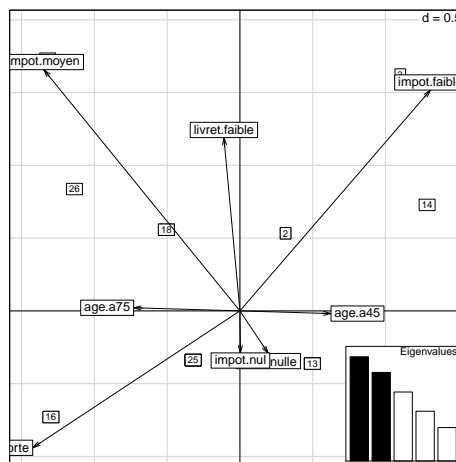 d = 0.5
impot.moyen
impot.faible
livret.faible
26
14
18
2
age.a75
age.a45
impot.nul
nulle
25
13
Eigenvalues
16
orte